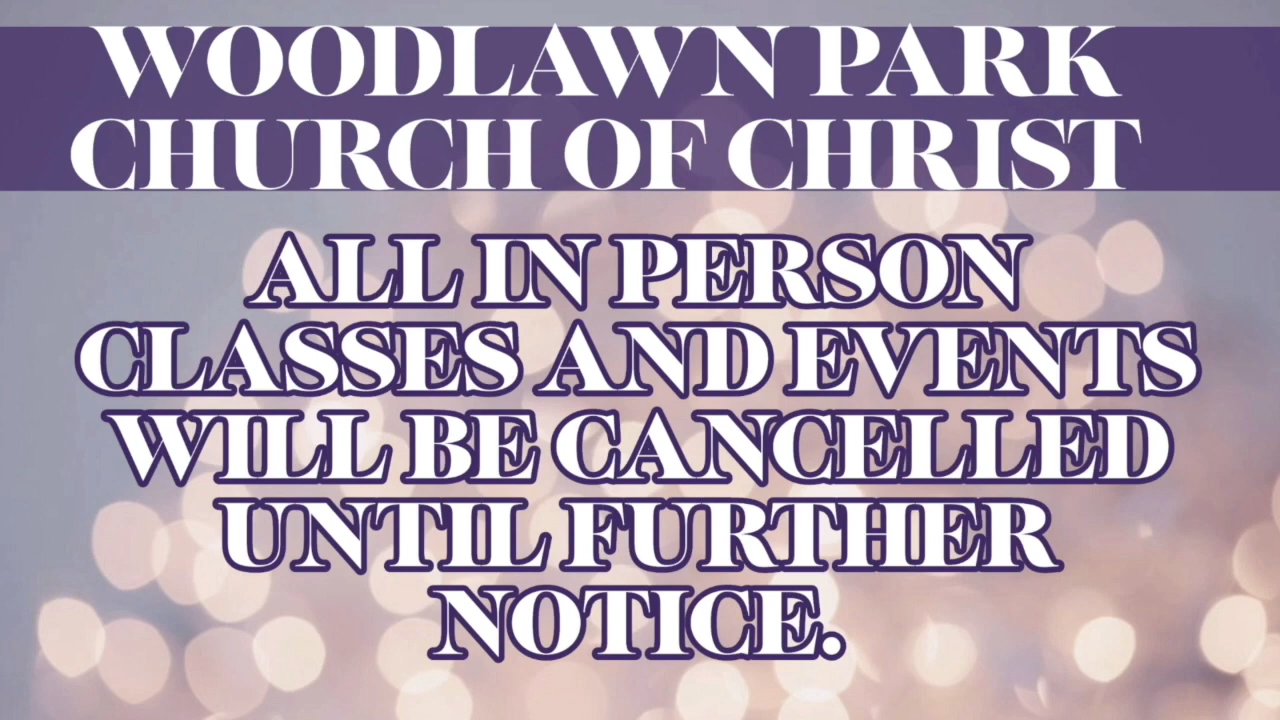 WOODLAWN PARK
CHURCH OF CHRIST
ALL IN PERSON
CLASSES AND EVENTS
WILL BE CANCELLED
UNTIL FURTHER
NOTICE.